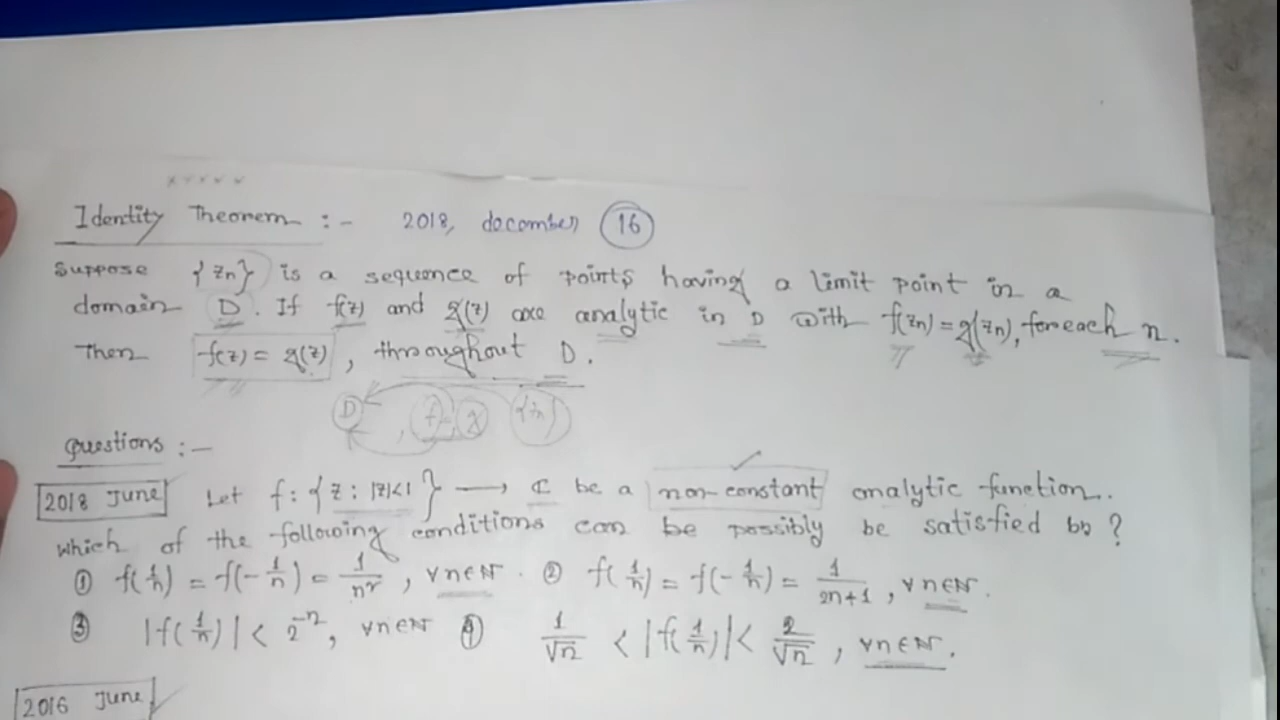 Identity Theorem :- 2018, december 16
Suppose {zn} is a sequence of points having a limit point in a
domain D. If f(z) and g(z) are analytic in D with f(zn) = g(zn), for each n.
Then f(z) = g(z), throughout D.
D f = g {zn}
Questions :-
2018 June Let f: {z: |z|<1} → ℂ be a non-constant analytic function.
which of the following conditions can be possibly be satisfied by?
① f(1/n) = f(-1/n) = 1/n², ∀n∈ℕ. ② f(1/n) = f(-1/n) = 1/2n+1, ∀n∈ℕ.
③ |f(1/n)| < 2⁻ⁿ, ∀n∈ℕ ④ 1/√n < |f(1/n)| < 2/√n, ∀n∈ℕ.
2016 June